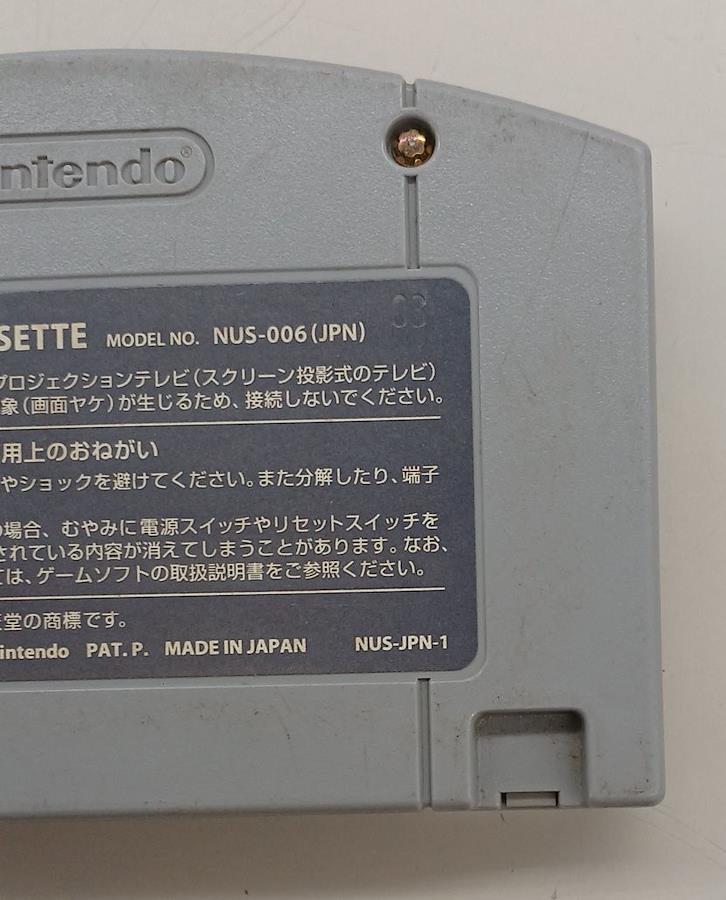 ntendo®
SETTE MODEL NO. NUS-006(JPN)
03
プロジェクションテレビ(スクリーン投影式のテレビ)
象(画面ヤケ)が生じるため、接続しないでください。
用上のおねがい
やショックを避けてください。また分解したり、端子
場合、むやみに電源スイッチやリセットスイッチを
されている内容が消えてしまうことがあります。なお、
ては、ゲームソフトの取扱説明書をご参照ください。
天堂の商標です。
intendo PAT.P. MADE IN JAPAN NUS-JPN-1